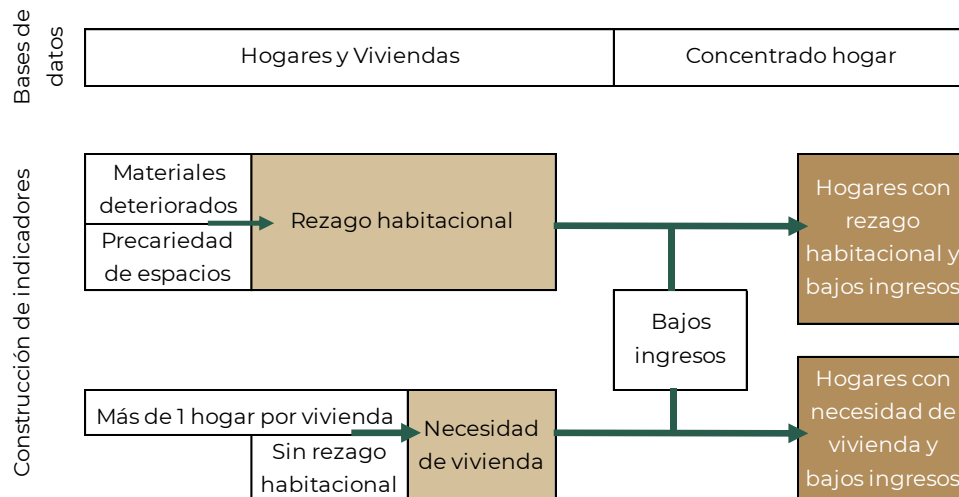 Bases de
datos
Hogares y Viviendas
Concentrado hogar
Construcción de indicadores
Materiales
deteriorados
Precariedad
de espacios
Rezago habitacional
Hogares con
rezago
habitacional y
bajos ingresos
Bajos
ingresos
Más de 1 hogar por vivienda
Sin rezago
habitacional
Necesidad
de vivienda
Hogares con
necesidad de
vivienda y
bajos ingresos